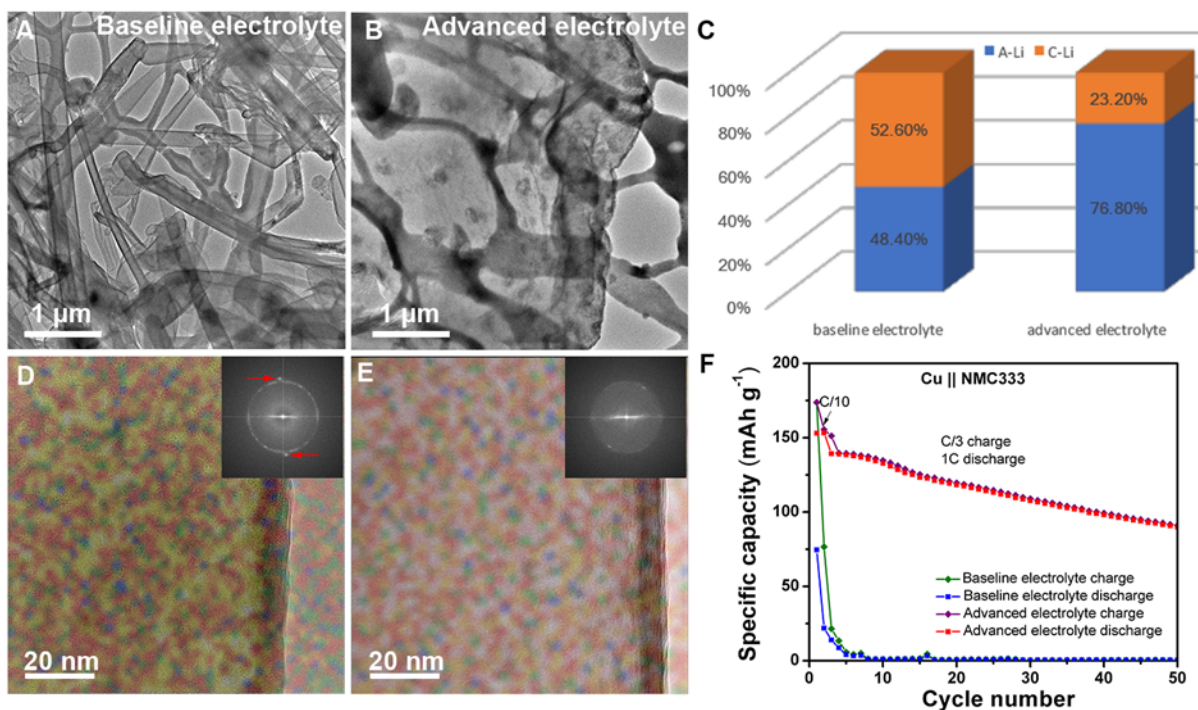 A Baseline electrolyte
1 µm
B Advanced electrolyte
1 µm
C
A-Li C-Li
100%
80%
60%
40%
20%
0%
52.60%
48.40%
23.20%
76.80%
baseline electrolyte
advanced electrolyte
D
20 nm
E
20 nm
F
Cu || NMC333
C/10
C/3 charge
1C discharge
Baseline electrolyte charge
Baseline electrolyte discharge
Advanced electrolyte charge
Advanced electrolyte discharge
Specific capacity (mAh g⁻¹)
200
150
100
50
0
0 10 20 30 40 50
Cycle number